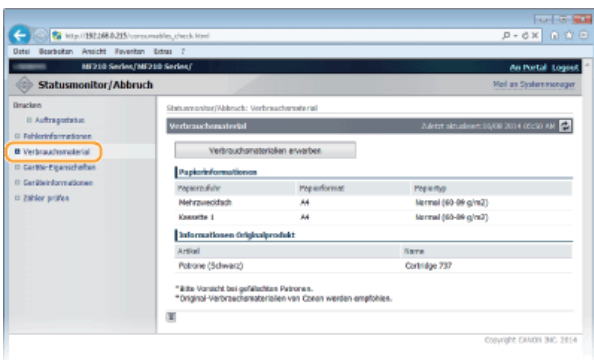 http://192.168.0.215/consumables_check.html
Datei Bearbeiten Ansicht Favoriten Extras ?
MF210 Series/MF210 Series/
An Portal Logout
Statusmonitor/Abbruch
Mail an Systemmanager
Drucken
Auftragsstatus
Fehlerinformationen
Verbrauchsmaterial
Geräte-Eigenschaften
Geräteinformationen
Zähler prüfen
Statusmonitor/Abbruch: Verbrauchsmaterial
Verbrauchsmaterial
Zuletzt aktualisiert: 10/08 2014 05:50 AM
Verbrauchsmaterialien erwerben
Papierinformationen
Papierzufuhr Papierformat Papiertyp
Mehrzweckfach A4 Normal (60-89 g/m2)
Kassette 1 A4 Normal (60-89 g/m2)
Informationen Originalprodukt
Artikel Name
Patrone (Schwarz) Cartridge 737
*Bitte Vorsicht bei gefälschten Patronen.
*Original-Verbrauchsmaterialien von Canon werden empfohlen.
Copyright CANON INC. 2014